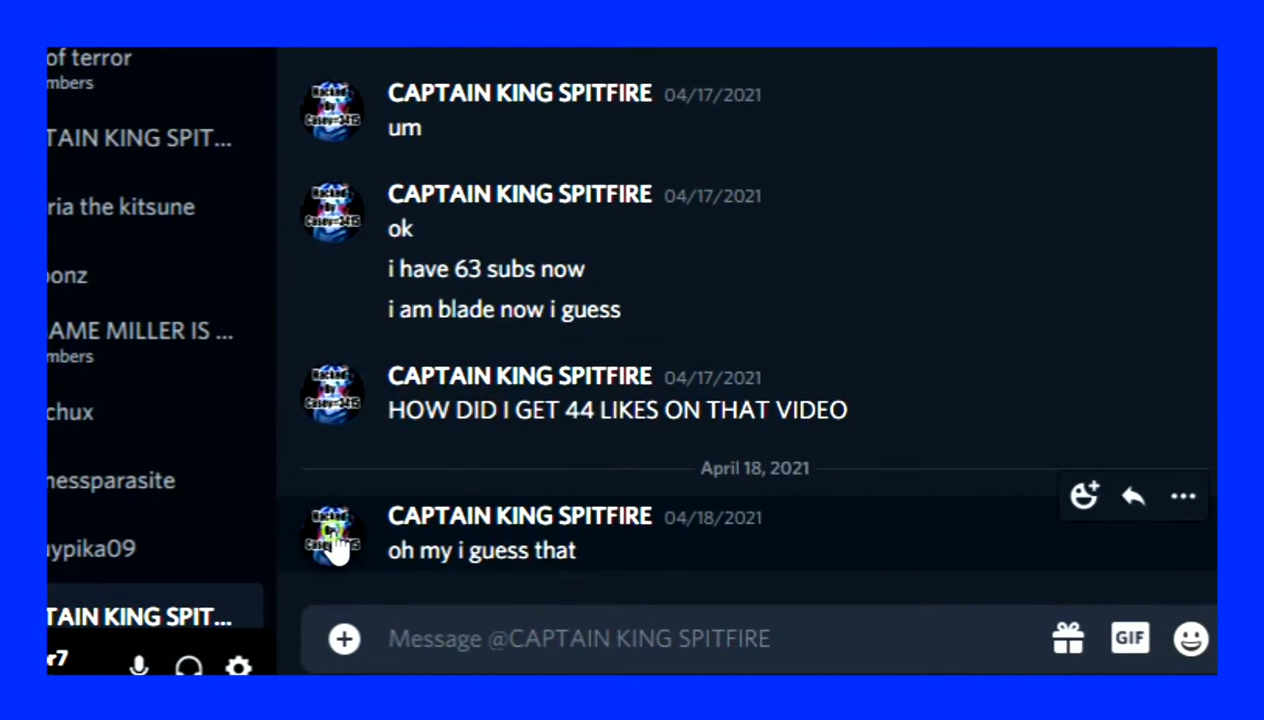 of terror
mbers
TAIN KING SPIT...
ria the kitsune
onz
AME MILLER IS ...
mbers
chux
nessparasite
ypika09
TAIN KING SPIT...
r7
CAPTAIN KING SPITFIRE 04/17/2021
um
CAPTAIN KING SPITFIRE 04/17/2021
ok
i have 63 subs now
i am blade now i guess
CAPTAIN KING SPITFIRE 04/17/2021
HOW DID I GET 44 LIKES ON THAT VIDEO
April 18, 2021
CAPTAIN KING SPITFIRE 04/18/2021
oh my i guess that
Message @CAPTAIN KING SPITFIRE
GIF